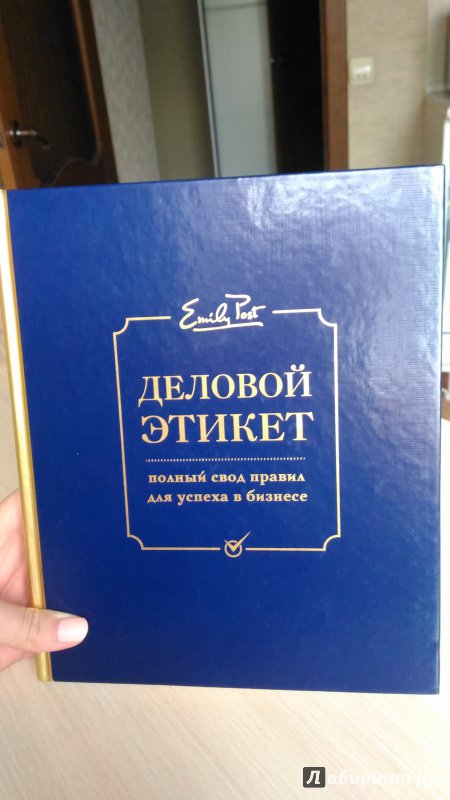 Emily Post
ДЕЛОВОЙ
ЭТИКЕТ
полный свод правил
для успеха в бизнесе
Л Лабиринт.ру